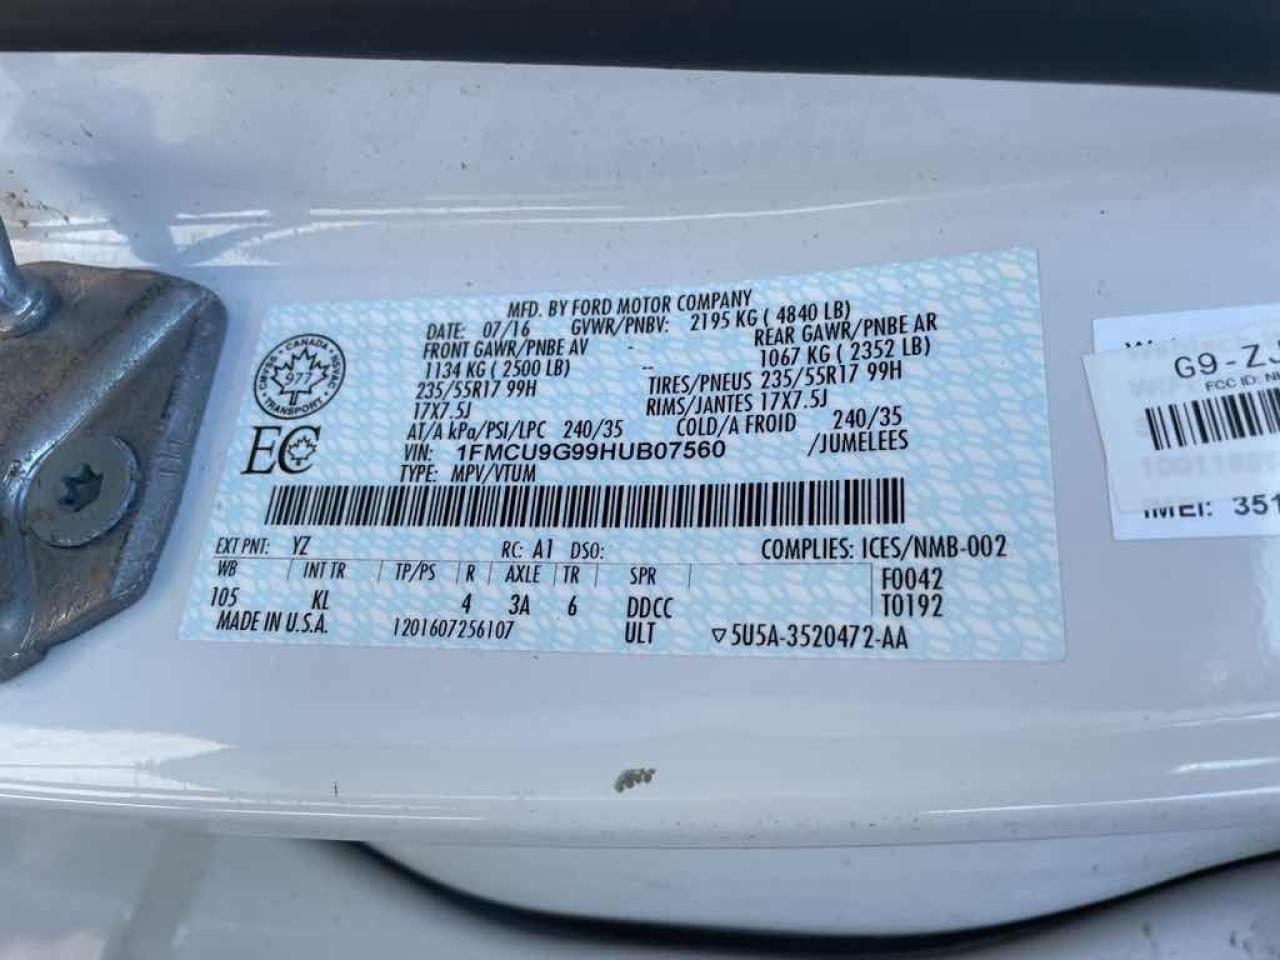 MFD. BY FORD MOTOR COMPANY
DATE: 07/16 GVWR/PNBV: 2195 KG ( 4840 LB)
FRONT GAWR/PNBE AV - REAR GAWR/PNBE AR
1134 KG ( 2500 LB) -- 1067 KG ( 2352 LB)
235/55R17 99H TIRES/PNEUS 235/55R17 99H
17X7.5J RIMS/JANTES 17X7.5J
AT/A kPa/PSI/LPC 240/35 COLD/A FROID 240/35
VIN: 1FMCU9G99HUB07560 /JUMELEES
TYPE: MPV/VTUM
CANADA
977
TRANSPORT
EC
EXT PNT: YZ RC: A1 DSO: COMPLIES: ICES/NMB-002
WB INT TR TP/PS R AXLE TR SPR F0042
105 KL 4 3A 6 DDCC T0192
MADE IN U.S.A. 1201607256107 ULT ▽5U5A-3520472-AA
G9-ZJ
FCC ID:
IMEI: 351